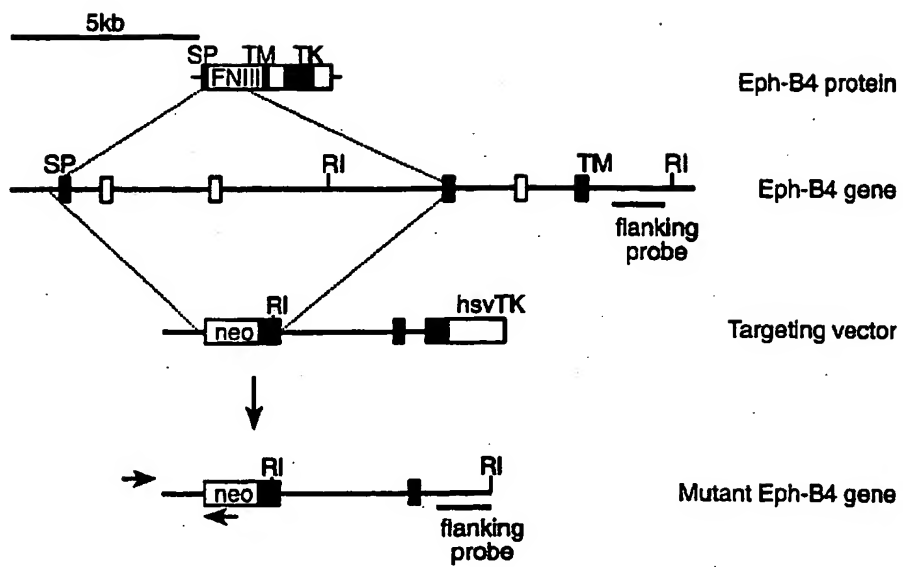 5kb
SP TM TK
FNIII
Eph-B4 protein
SP RI TM RI
Eph-B4 gene
flanking
probe
RI hsvTK
neo
Targeting vector
RI RI
neo
Mutant Eph-B4 gene
flanking
probe